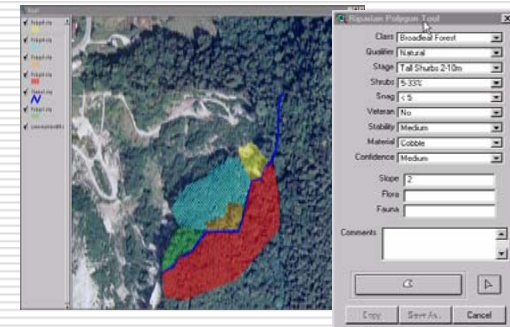 Riparian Polygon Tool
Class Broadleaf Forest
Qualifier Natural
Stage Tall Shurbs 2-10m
Shrubs 5-33%
Snag < 5
Veteran No
Stability Medium
Material Cobble
Confidence Medium
Slope 2
Flora
Fauna
Comments
Copy Save As.. Cancel